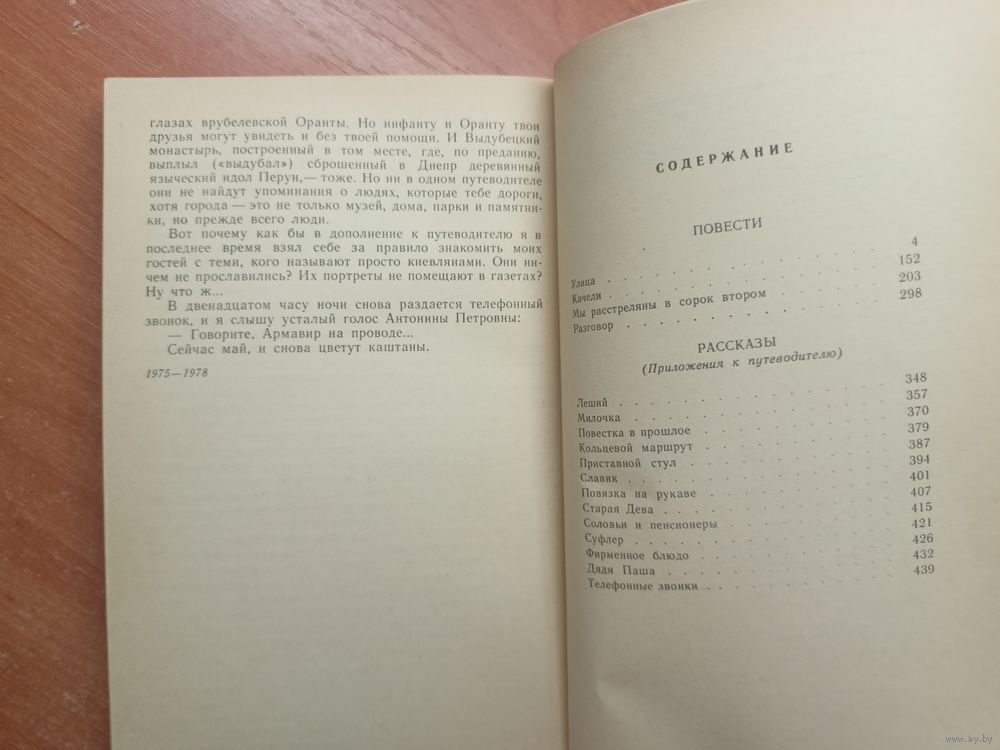 глазах врубелевской Оранты. Но инфанту и Оранту твои
друзья могут увидеть и без твоей помощи. И Выдубецкий
монастырь, построенный в том месте, где, по преданию,
выплыл («выдубал») сброшенный в Днепр деревянный
языческий идол Перун,— тоже. Но ни в одном путеводителе
они не найдут упоминания о людях, которые тебе дороги,
хотя города — это не только музей, дома, парки и памятни-
ки, но прежде всего люди.
Вот почему как бы в дополнение к путеводителю я в
последнее время взял себе за правило знакомить моих
гостей с теми, кого называют просто киевлянами. Они ни-
чем не прославились? Их портреты не помещают в газетах?
Ну что ж...
В двенадцатом часу ночи снова раздается телефонный
звонок, и я слышу усталый голос Антонины Петровны:
— Говорите, Армавир на проводе...
Сейчас май, и снова цветут каштаны.
1975—1978
СОДЕРЖАНИЕ
ПОВЕСТИ
Улица . . . . . . . . . . . 4
Качели . . . . . . . . . . . 152
Мы расстреляны в сорок втором . . . . . 203
Разговор . . . . . . . . . . . 298
РАССКАЗЫ
(Приложения к путеводителю)
Леший . . . . . . . . . . . 348
Милочка . . . . . . . . . . . 357
Повестка в прошлое . . . . . . . . 370
Кольцевой маршрут . . . . . . . . 379
Приставной стул . . . . . . . . . 387
Славик . . . . . . . . . . . 394
Повязка на рукаве . . . . . . . . 401
Старая Дева . . . . . . . . . . 407
Соловьи и пенсионеры . . . . . . . 415
Суфлер . . . . . . . . . . . 421
Фирменное блюдо . . . . . . . . . 426
Дядя Паша . . . . . . . . . . 432
Телефонные звонки . . . . . . . . 439
www.ay.by